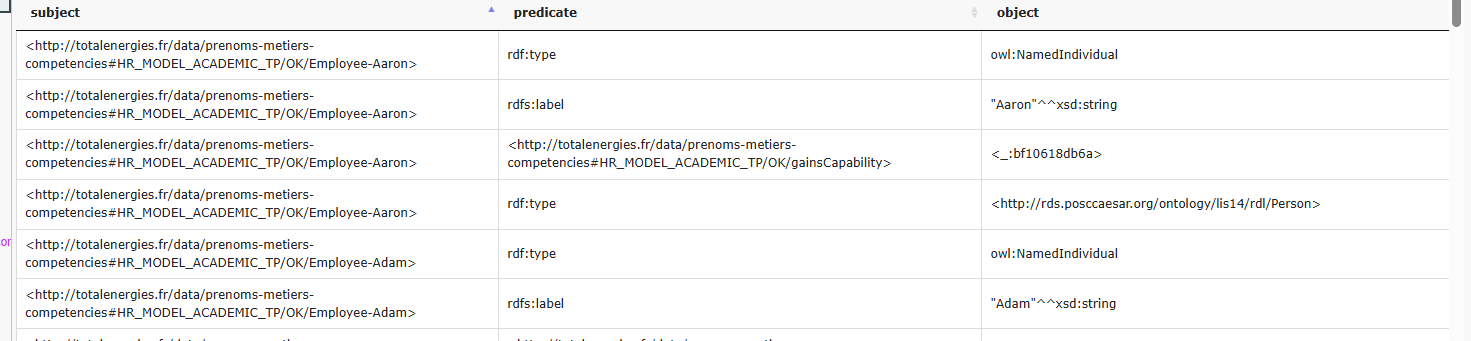 subject predicate object
<http://totalenergies.fr/data/prenoms-metiers-
competencies#HR_MODEL_ACADEMIC_TP/OK/Employee-Aaron>
rdf:type
owl:NamedIndividual
<http://totalenergies.fr/data/prenoms-metiers-
competencies#HR_MODEL_ACADEMIC_TP/OK/Employee-Aaron>
rdfs:label
"Aaron"^^xsd:string
<http://totalenergies.fr/data/prenoms-metiers-
competencies#HR_MODEL_ACADEMIC_TP/OK/Employee-Aaron>
<http://totalenergies.fr/data/prenoms-metiers-
competencies#HR_MODEL_ACADEMIC_TP/OK/gainsCapability>
<_:bf10618db6a>
<http://totalenergies.fr/data/prenoms-metiers-
competencies#HR_MODEL_ACADEMIC_TP/OK/Employee-Aaron>
rdf:type
<http://rds.posccaesar.org/ontology/lis14/rdl/Person>
<http://totalenergies.fr/data/prenoms-metiers-
competencies#HR_MODEL_ACADEMIC_TP/OK/Employee-Adam>
rdf:type
owl:NamedIndividual
<http://totalenergies.fr/data/prenoms-metiers-
competencies#HR_MODEL_ACADEMIC_TP/OK/Employee-Adam>
rdfs:label
"Adam"^^xsd:string